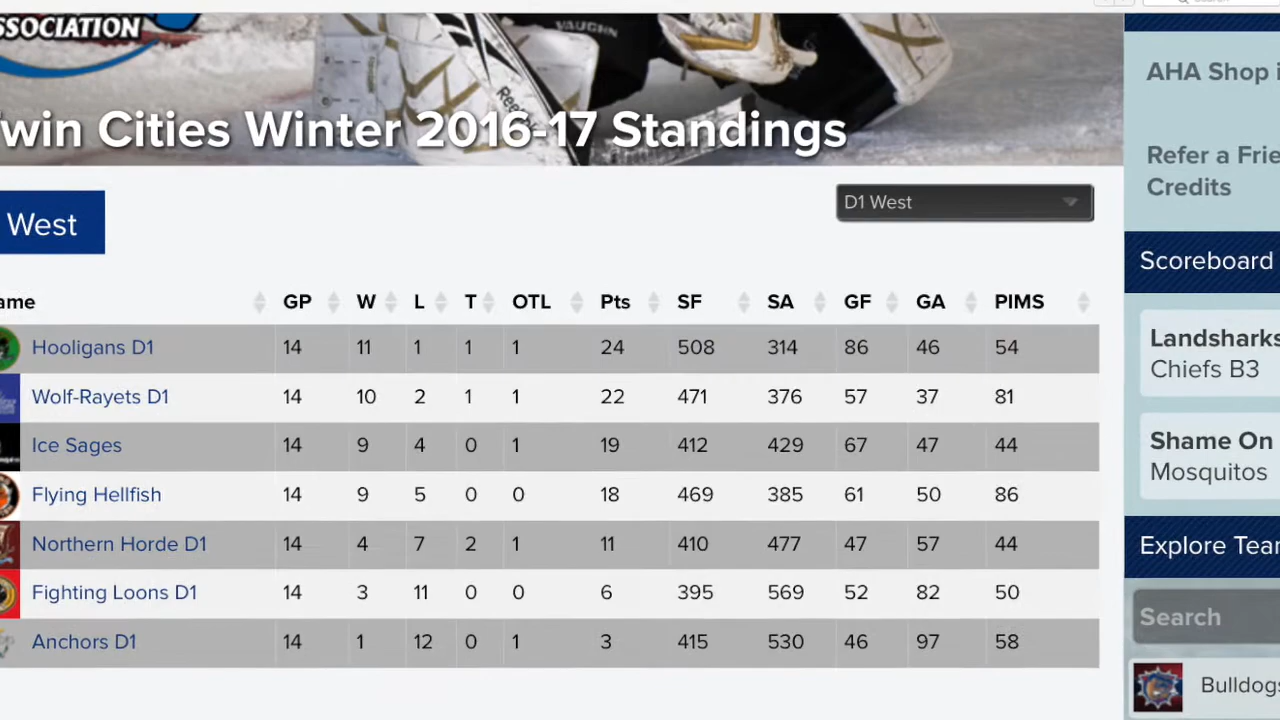 SSOCIATION
VAUGHN
Reebok
win Cities Winter 2016-17 Standings
West
D1 West
ame GP W L T OTL Pts SF SA GF GA PIMS
Hooligans D1 14 11 1 1 1 24 508 314 86 46 54
Wolf-Rayets D1 14 10 2 1 1 22 471 376 57 37 81
Ice Sages 14 9 4 0 1 19 412 429 67 47 44
Flying Hellfish 14 9 5 0 0 18 469 385 61 50 86
Northern Horde D1 14 4 7 2 1 11 410 477 47 57 44
Fighting Loons D1 14 3 11 0 0 6 395 569 52 82 50
Anchors D1 14 1 12 0 1 3 415 530 46 97 58
AHA Shop i
Refer a Frie
Credits
Scoreboard
Landsharks
Chiefs B3
Shame On
Mosquitos
Explore Tea
Search
Bulldogs